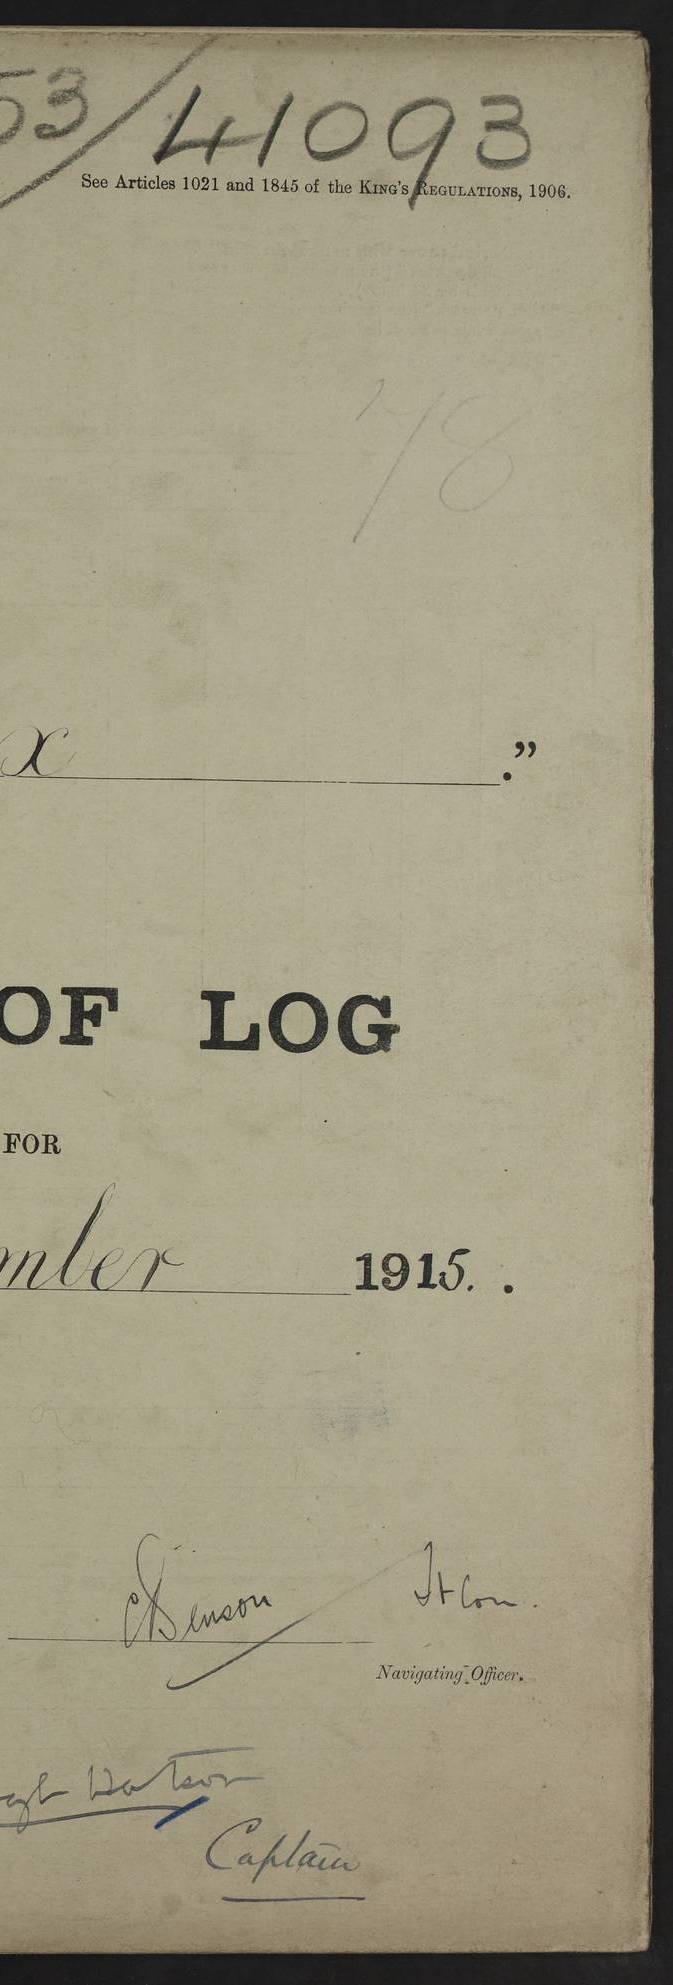 53/41093
See Articles 1021 and 1845 of the KING'S REGULATIONS, 1906.
78
x .”
OF LOG
FOR
mber 1915. .
Benson Lt Com.
Navigating Officer.
Watson
Captain